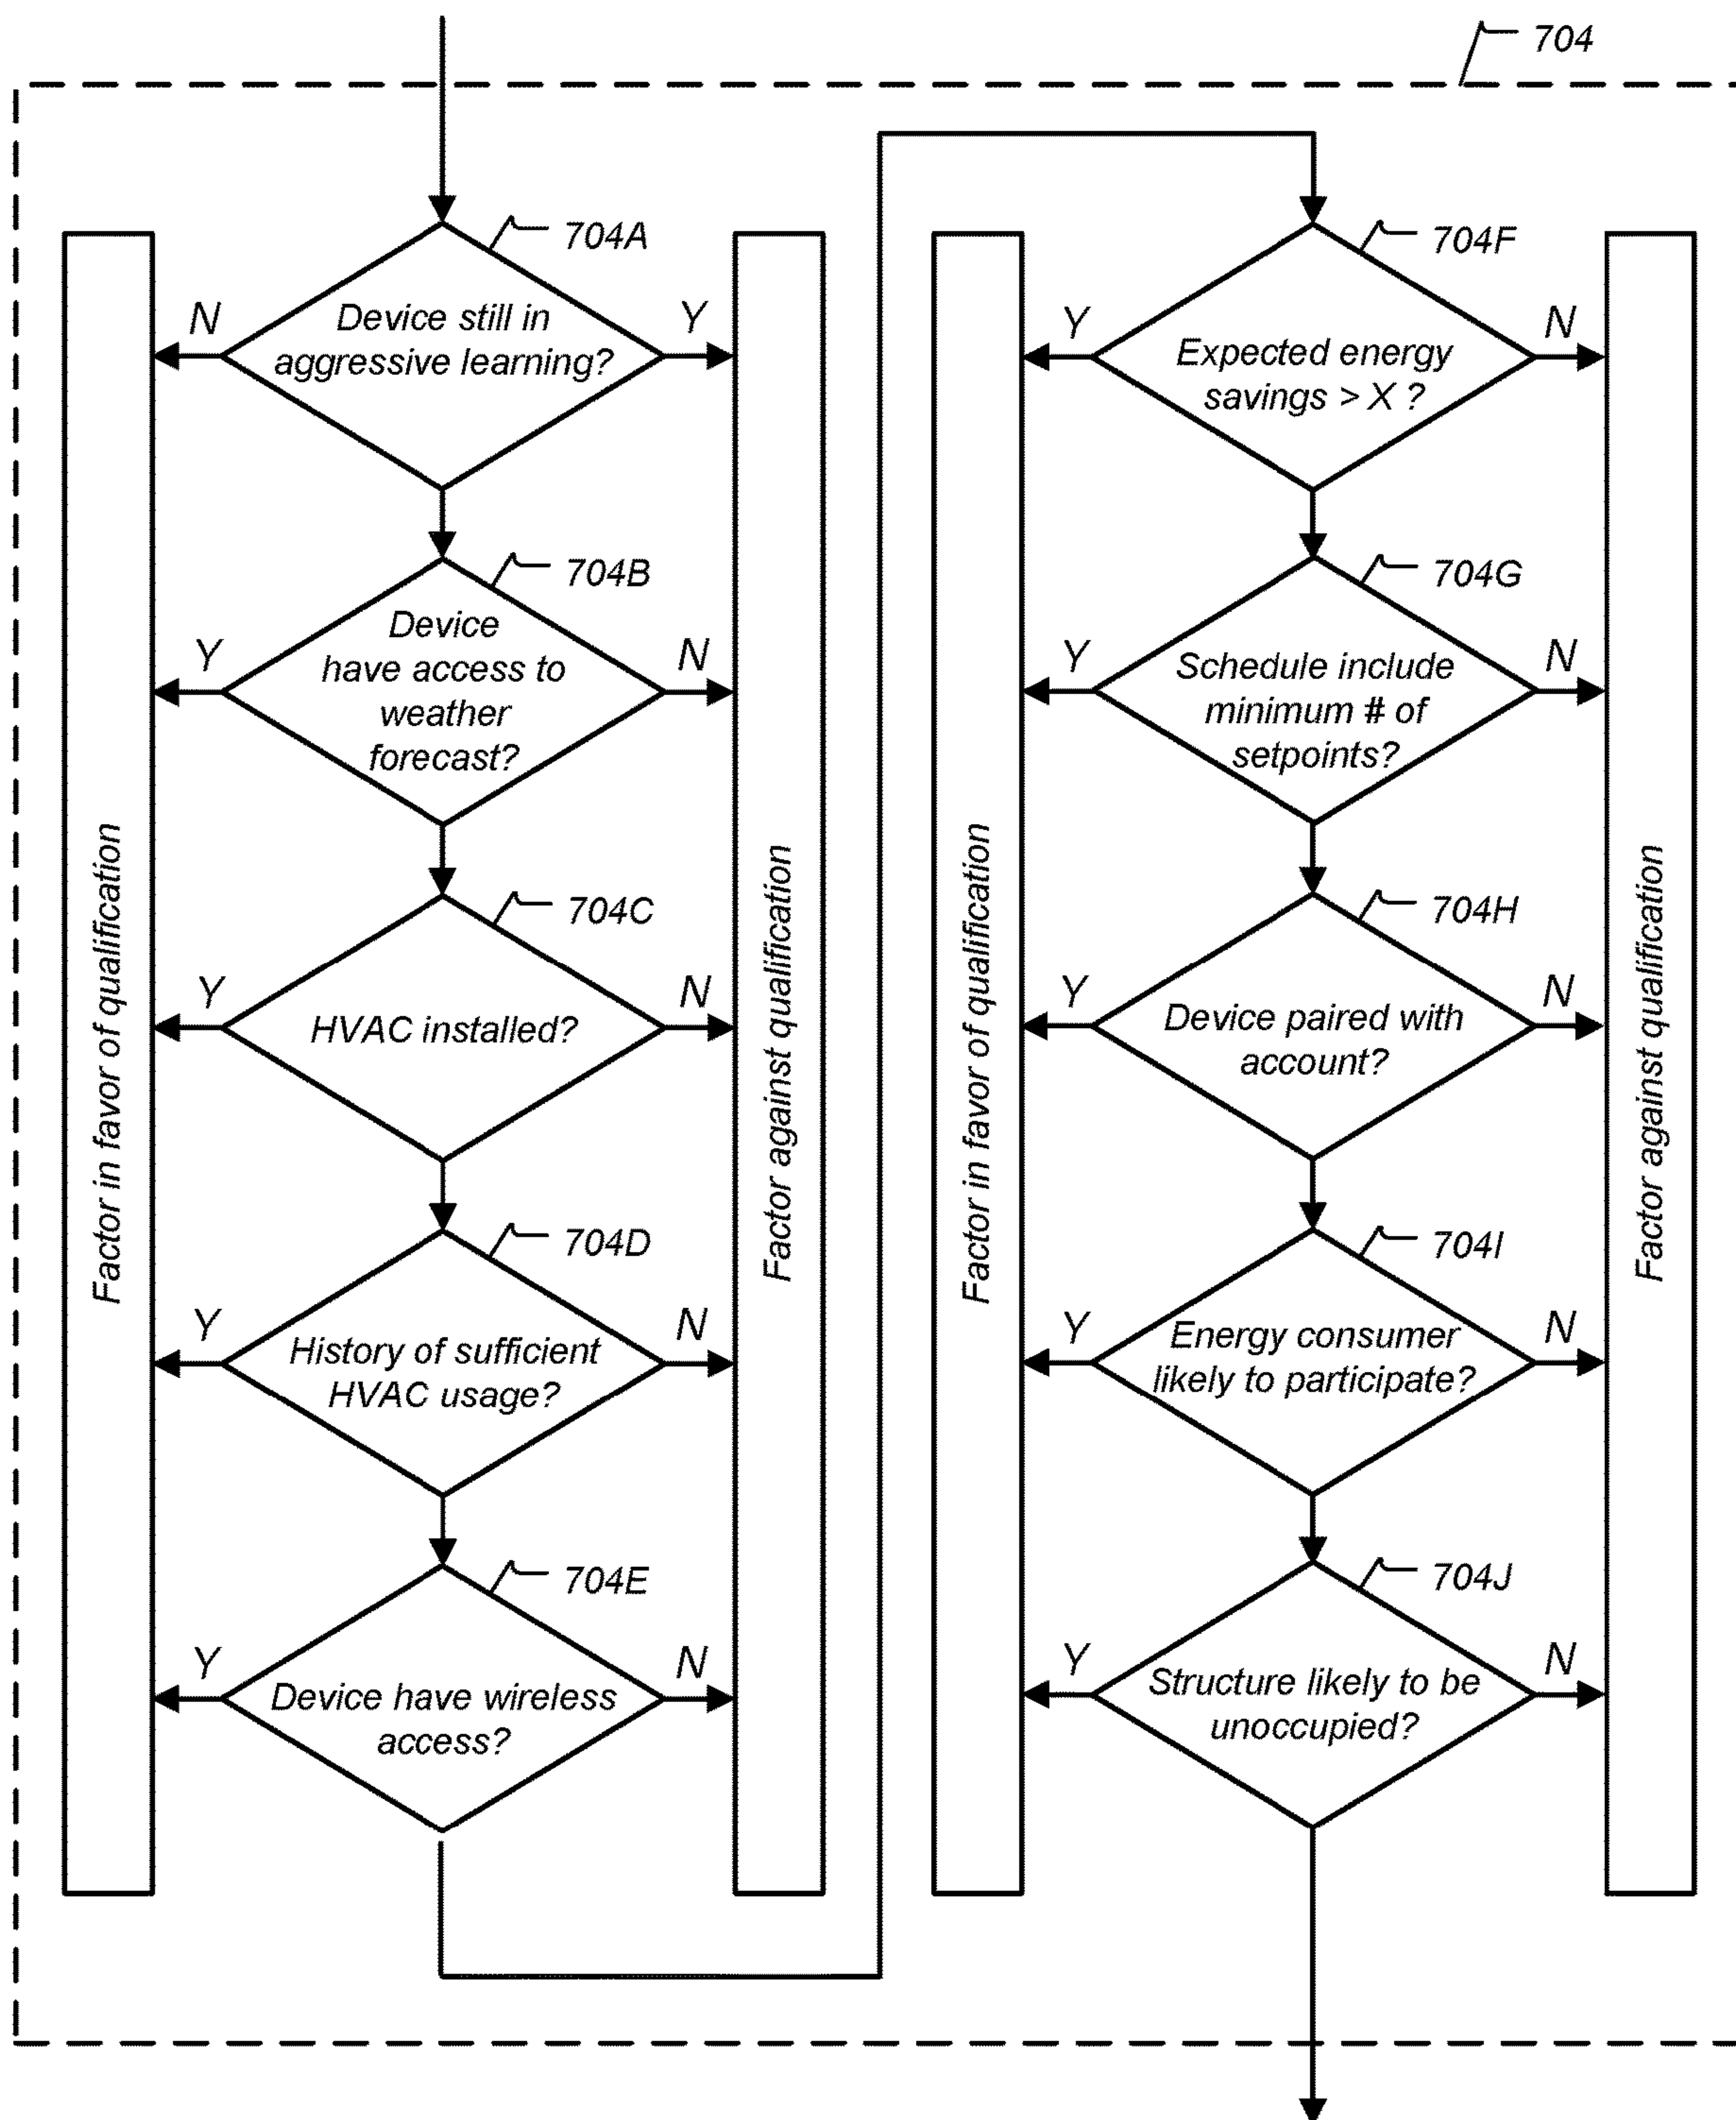 704
704A
Device still in
aggressive learning?
N
Y
704B
Device
have access to
weather
forecast?
Y
N
704C
HVAC installed?
Y
N
704D
History of sufficient
HVAC usage?
Y
N
704E
Device have wireless
access?
Y
N
Factor in favor of qualification
Factor against qualification
704F
Expected energy
savings > X ?
Y
N
704G
Schedule include
minimum # of
setpoints?
Y
N
704H
Device paired with
account?
Y
N
704I
Energy consumer
likely to participate?
Y
N
704J
Structure likely to be
unoccupied?
Y
N
Factor in favor of qualification
Factor against qualification